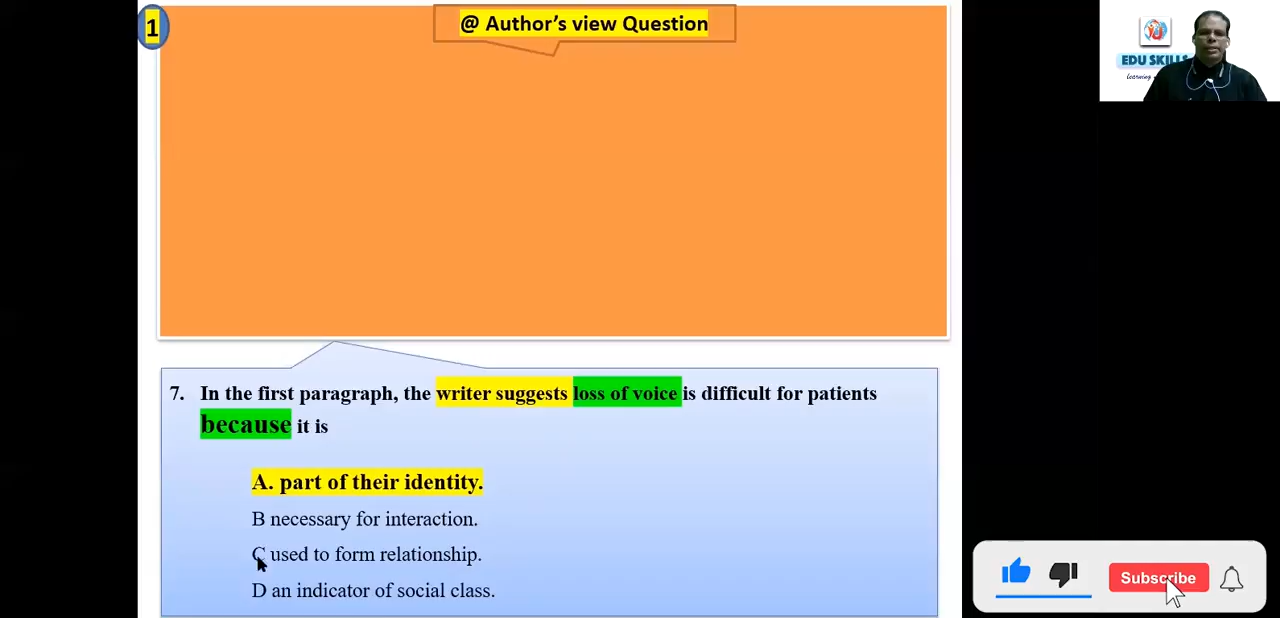 1
@ Author's view Question
EDU SKILLS
7. In the first paragraph, the writer suggests loss of voice is difficult for patients
because it is
A. part of their identity.
B necessary for interaction.
C used to form relationship.
D an indicator of social class.
Subscribe